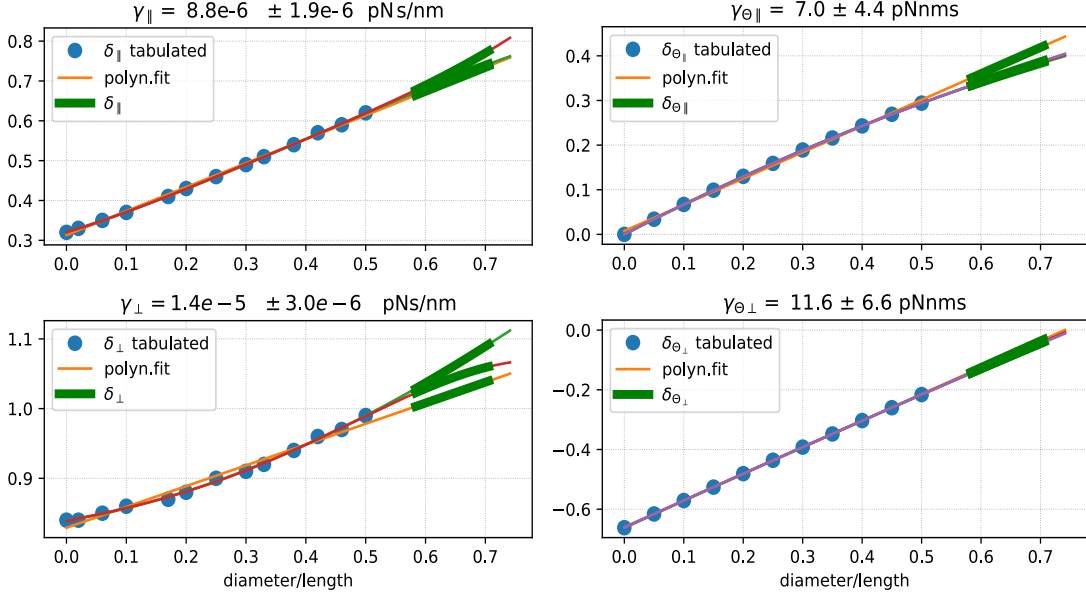 γ∥ = 8.8e-6 ± 1.9e-6 pNs/nm
0.8
0.7
0.6
0.5
0.4
0.3
δ∥ tabulated
polyn.fit
δ∥
0.0 0.1 0.2 0.3 0.4 0.5 0.6 0.7
γΘ∥ = 7.0 ± 4.4 pNnms
0.4
0.3
0.2
0.1
0.0
δΘ∥ tabulated
polyn.fit
δΘ∥
0.0 0.1 0.2 0.3 0.4 0.5 0.6 0.7
γ⊥ = 1.4e−5 ± 3.0e−6 pNs/nm
1.1
1.0
0.9
δ⊥ tabulated
polyn.fit
δ⊥
0.0 0.1 0.2 0.3 0.4 0.5 0.6 0.7
diameter/length
γΘ⊥ = 11.6 ± 6.6 pNnms
0.0
−0.2
−0.4
−0.6
δΘ⊥ tabulated
polyn.fit
δΘ⊥
0.0 0.1 0.2 0.3 0.4 0.5 0.6 0.7
diameter/length